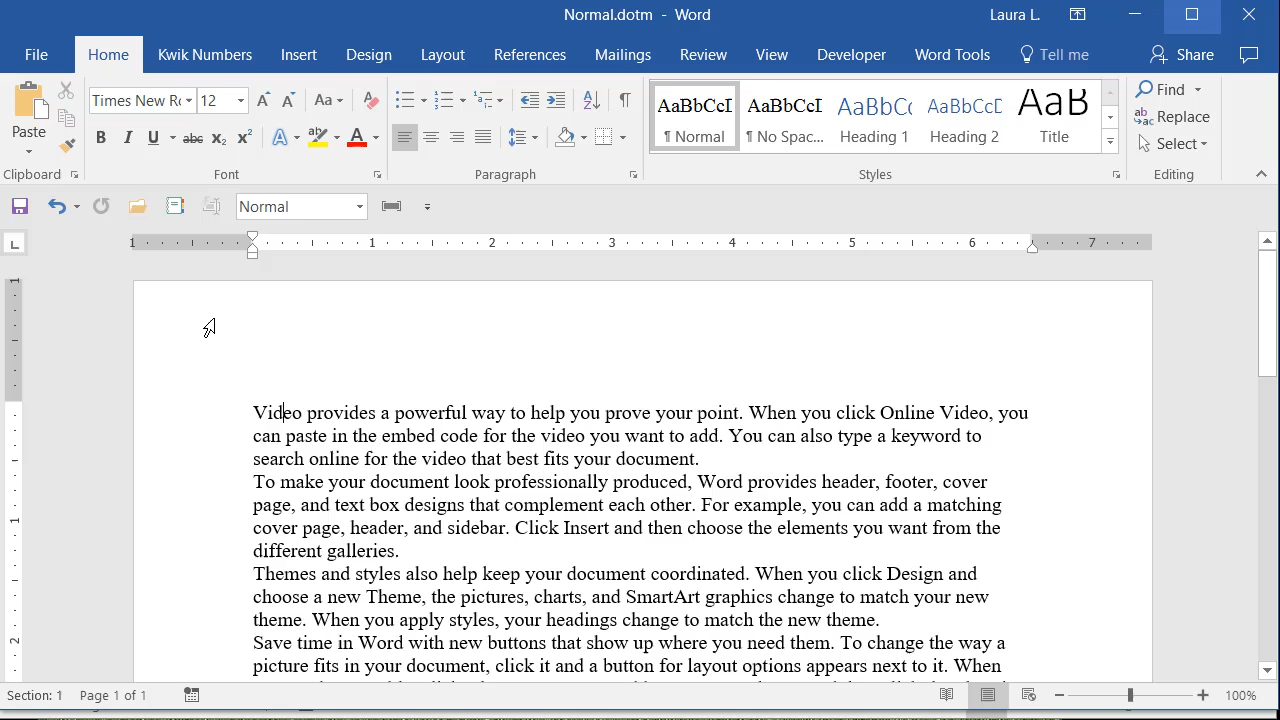 Normal.dotm - Word
Laura L.
File Home Kwik Numbers Insert Design Layout References Mailings Review View Developer Word Tools Tell me Share
Paste
Clipboard
Times New Ro 12 Aa
B I U abc X₂ X² A A
Font
Paragraph
AaBbCcI AaBbCcI AaBbCc AaBbCcE AaB
¶ Normal ¶ No Spac... Heading 1 Heading 2 Title
Styles
Find
Replace
Select
Editing
Normal
1 1 2 3 4 5 6 7
Video provides a powerful way to help you prove your point. When you click Online Video, you
can paste in the embed code for the video you want to add. You can also type a keyword to
search online for the video that best fits your document.
To make your document look professionally produced, Word provides header, footer, cover
page, and text box designs that complement each other. For example, you can add a matching
cover page, header, and sidebar. Click Insert and then choose the elements you want from the
different galleries.
Themes and styles also help keep your document coordinated. When you click Design and
choose a new Theme, the pictures, charts, and SmartArt graphics change to match your new
theme. When you apply styles, your headings change to match the new theme.
Save time in Word with new buttons that show up where you need them. To change the way a
picture fits in your document, click it and a button for layout options appears next to it. When
Section: 1 Page 1 of 1 100%